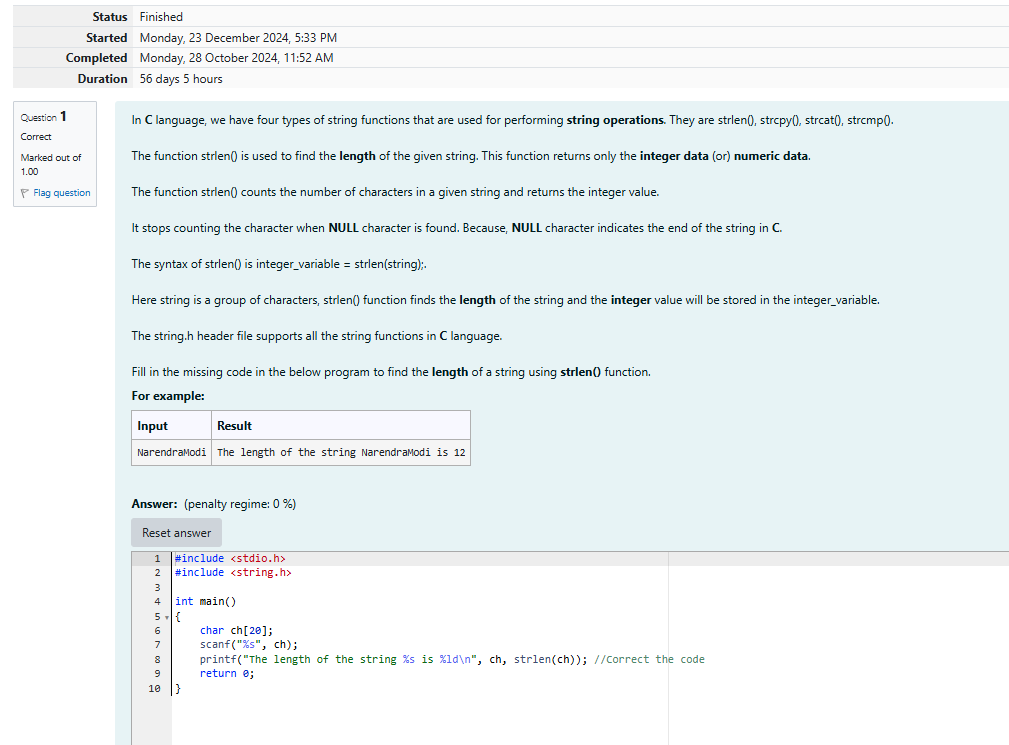 Status Finished
Started Monday, 23 December 2024, 5:33 PM
Completed Monday, 28 October 2024, 11:52 AM
Duration 56 days 5 hours
Question 1
Correct
Marked out of
1.00
Flag question
In C language, we have four types of string functions that are used for performing string operations. They are strlen(), strcpy(), strcat(), strcmp().
The function strlen() is used to find the length of the given string. This function returns only the integer data (or) numeric data.
The function strlen() counts the number of characters in a given string and returns the integer value.
It stops counting the character when NULL character is found. Because, NULL character indicates the end of the string in C.
The syntax of strlen() is integer_variable = strlen(string);.
Here string is a group of characters, strlen() function finds the length of the string and the integer value will be stored in the integer_variable.
The string.h header file supports all the string functions in C language.
Fill in the missing code in the below program to find the length of a string using strlen() function.
For example:
Input Result
NarendraModi The length of the string NarendraModi is 12
Answer: (penalty regime: 0 %)
Reset answer
1 #include <stdio.h>
2 #include <string.h>
3
4 int main()
5 {
6 char ch[20];
7 scanf("%s", ch);
8 printf("The length of the string %s is %ld\n", ch, strlen(ch)); //Correct the code
9 return 0;
10 }